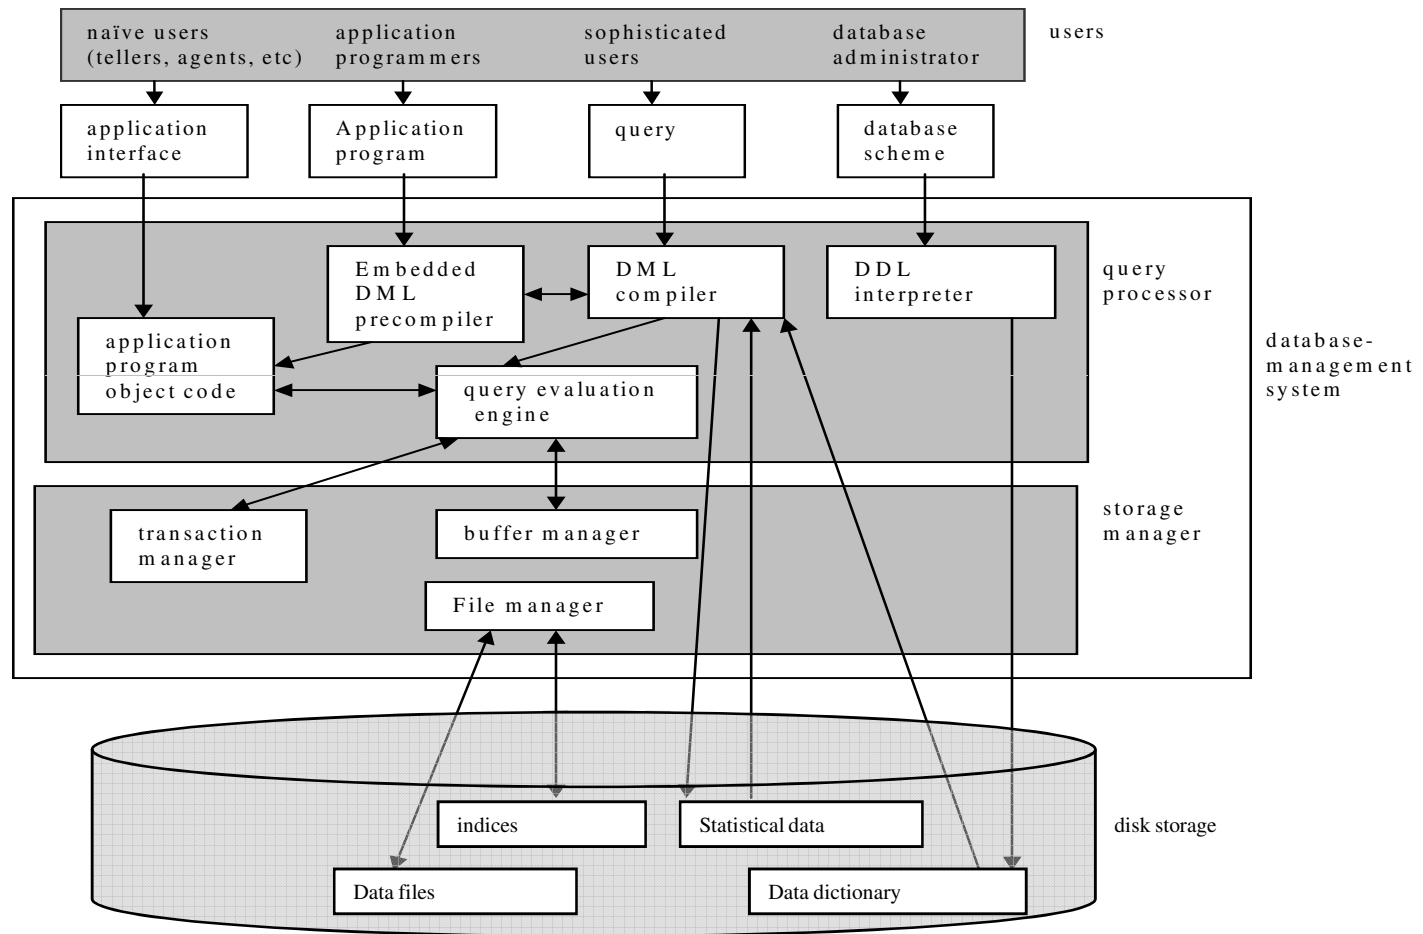 naïve users
(tellers, agents, etc)
application
programmers
sophisticated
users
database
administrator
users
application
interface
Application
program
query
database
scheme
Embedded
DML
precompiler
DML
compiler
DDL
interpreter
query
processor
application
program
object code
query evaluation
engine
database-
management
system
transaction
manager
buffer manager
storage
manager
File manager
indices
Statistical data
disk storage
Data files
Data dictionary